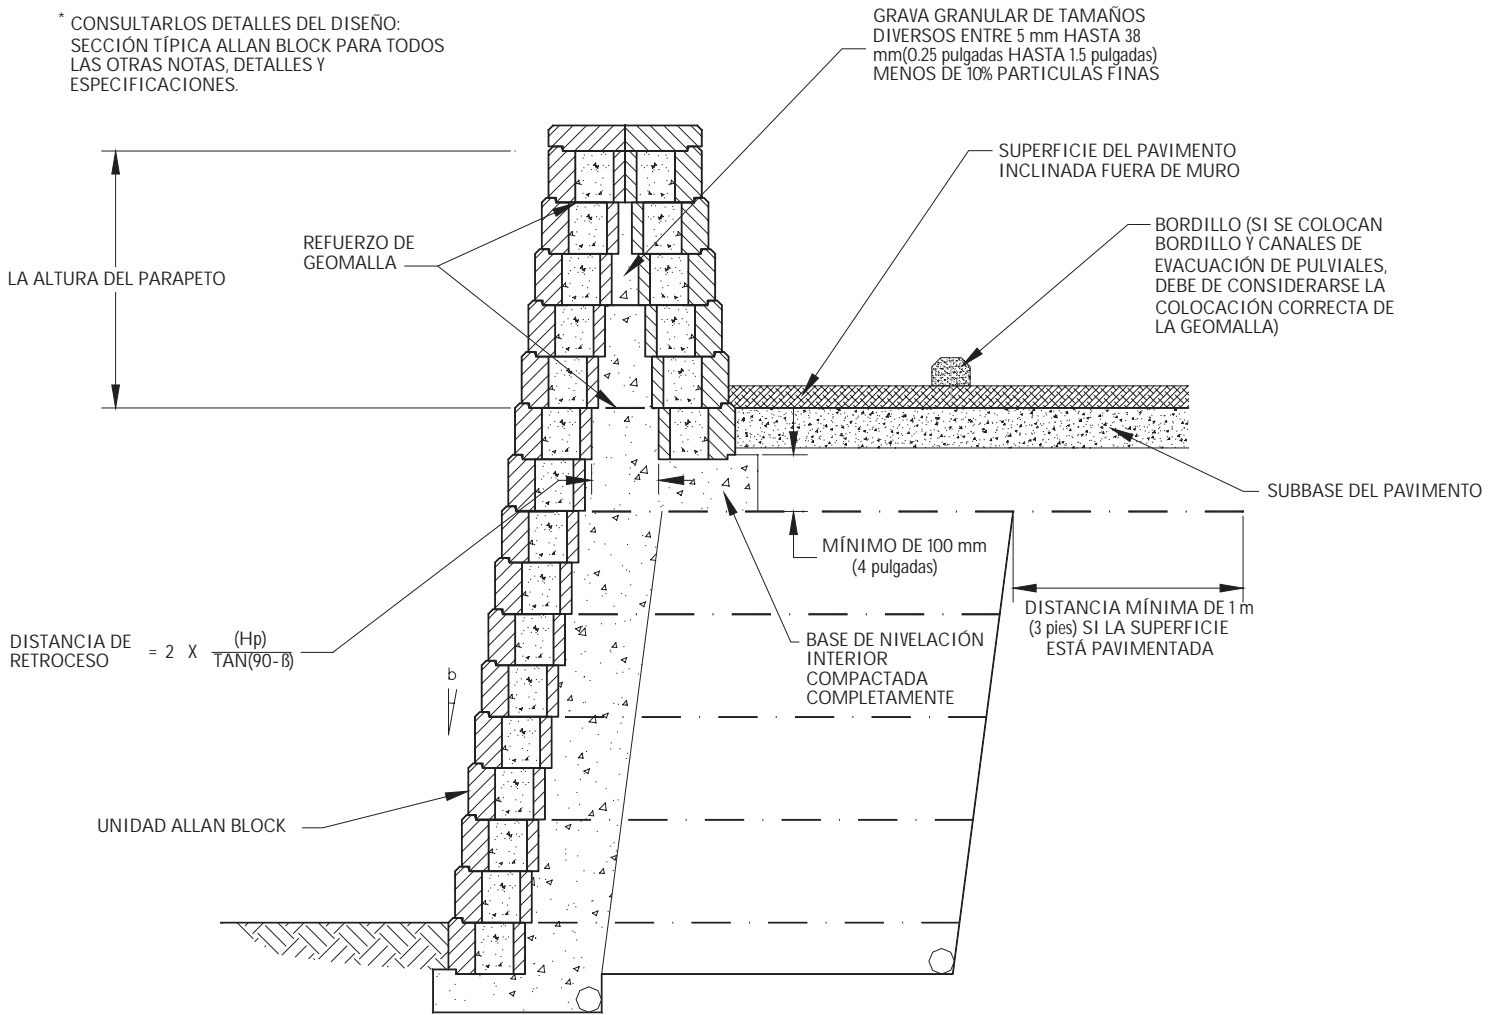 * CONSULTARLOS DETALLES DEL DISEÑO:
SECCIÓN TÍPICA ALLAN BLOCK PARA TODOS
LAS OTRAS NOTAS, DETALLES Y
ESPECIFICACIONES.
GRAVA GRANULAR DE TAMAÑOS
DIVERSOS ENTRE 5 mm HASTA 38
mm(0.25 pulgadas HASTA 1.5 pulgadas)
MENOS DE 10% PARTICULAS FINAS
SUPERFICIE DEL PAVIMENTO
INCLINADA FUERA DE MURO
BORDILLO (SI SE COLOCAN
BORDILLO Y CANALES DE
EVACUACIÓN DE PULVIALES,
DEBE DE CONSIDERARSE LA
COLOCACIÓN CORRECTA DE
LA GEOMALLA)
REFUERZO DE
GEOMALLA
LA ALTURA DEL PARAPETO
SUBBASE DEL PAVIMENTO
MÍNIMO DE 100 mm
(4 pulgadas)
DISTANCIA MÍNIMA DE 1 m
(3 pies) SI LA SUPERFICIE
ESTÁ PAVIMENTADA
BASE DE NIVELACIÓN
INTERIOR
COMPACTADA
COMPLETAMENTE
DISTANCIA DE
RETROCESO
= 2 X (Hp)
TAN(90-ß)
b
UNIDAD ALLAN BLOCK